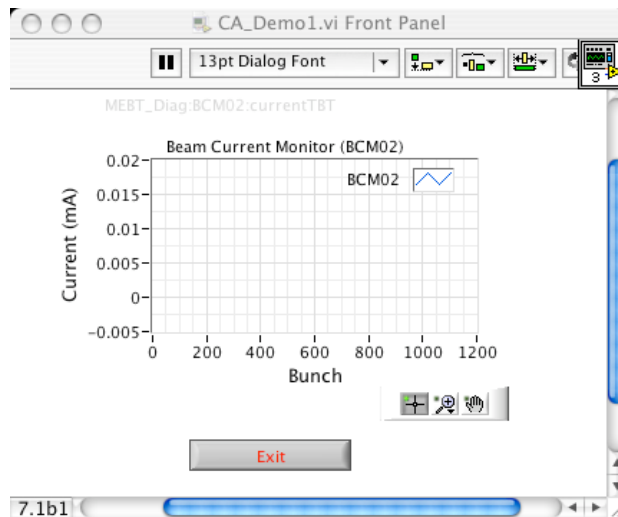 CA_Demo1.vi Front Panel
13pt Dialog Font
3
MEBT_Diag:BCM02:currentTBT
Beam Current Monitor (BCM02)
BCM02
Current (mA)
0.02
0.015
0.01
0.005
0
-0.005
0 200 400 600 800 1000 1200
Bunch
Exit
7.1b1